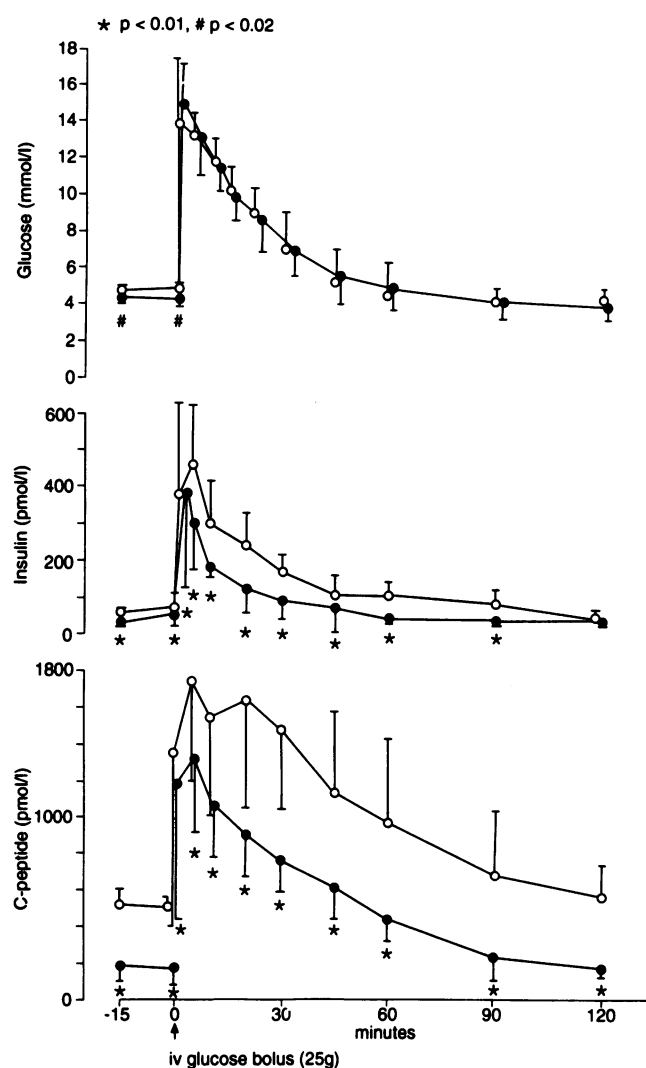 * p < 0.01, # p < 0.02
18
16
14
12
10
8
6
4
2
0
Glucose (mmol/l)
# #
600
400
200
0
Insulin (pmol/l)
* * * * * * * * * *
1800
1000
0
C-peptide (pmol/l)
* * * * * * * * * * *
-15 0 30 60 90 120
minutes
iv glucose bolus (25g)